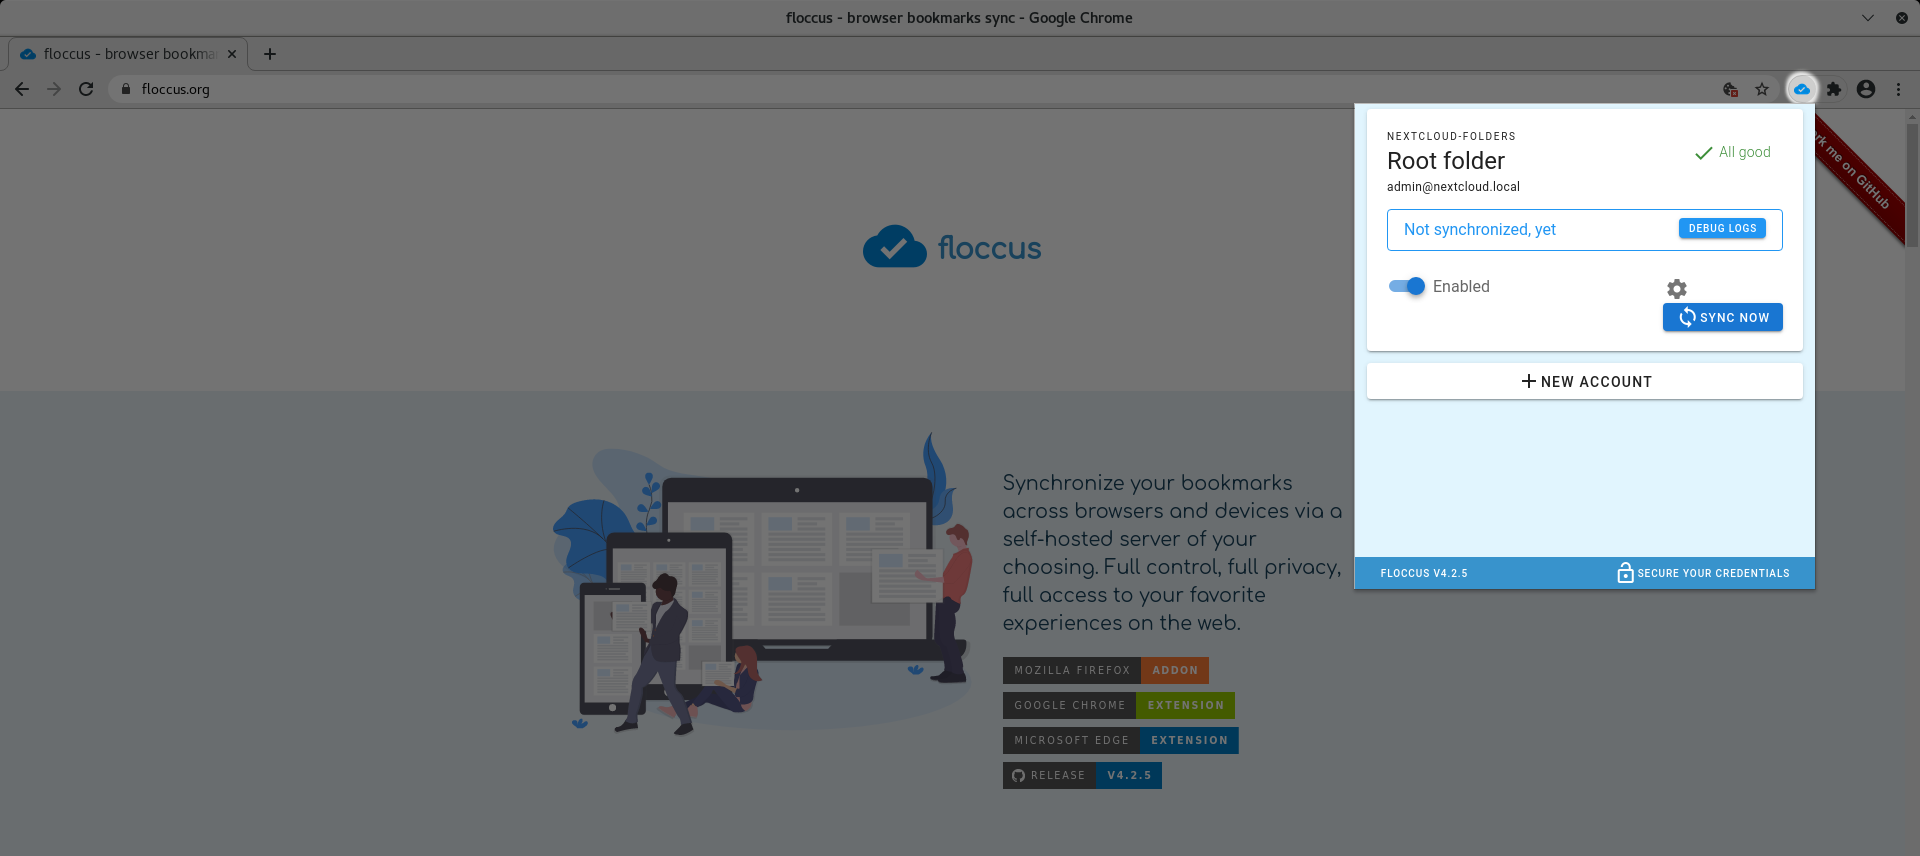 floccus - browser bookmarks sync - Google Chrome
floccus - browser
floccus.org
NEXTCLOUD-FOLDERS
Root folder
All good
admin@nextcloud.local
Not synchronized, yet
DEBUG LOGS
Enabled
SYNC NOW
NEW ACCOUNT
FLOCCUS V4.2.5
SECURE YOUR CREDENTIALS
me on GitHub
floccus
Synchronize your bookmarks
across browsers and devices via a
self-hosted server of your
choosing. Full control, full privacy,
full access to your favorite
experiences on the web.
MOZILLA FIREFOX ADDON
GOOGLE CHROME EXTENSION
MICROSOFT EDGE EXTENSION
RELEASE V4.2.5